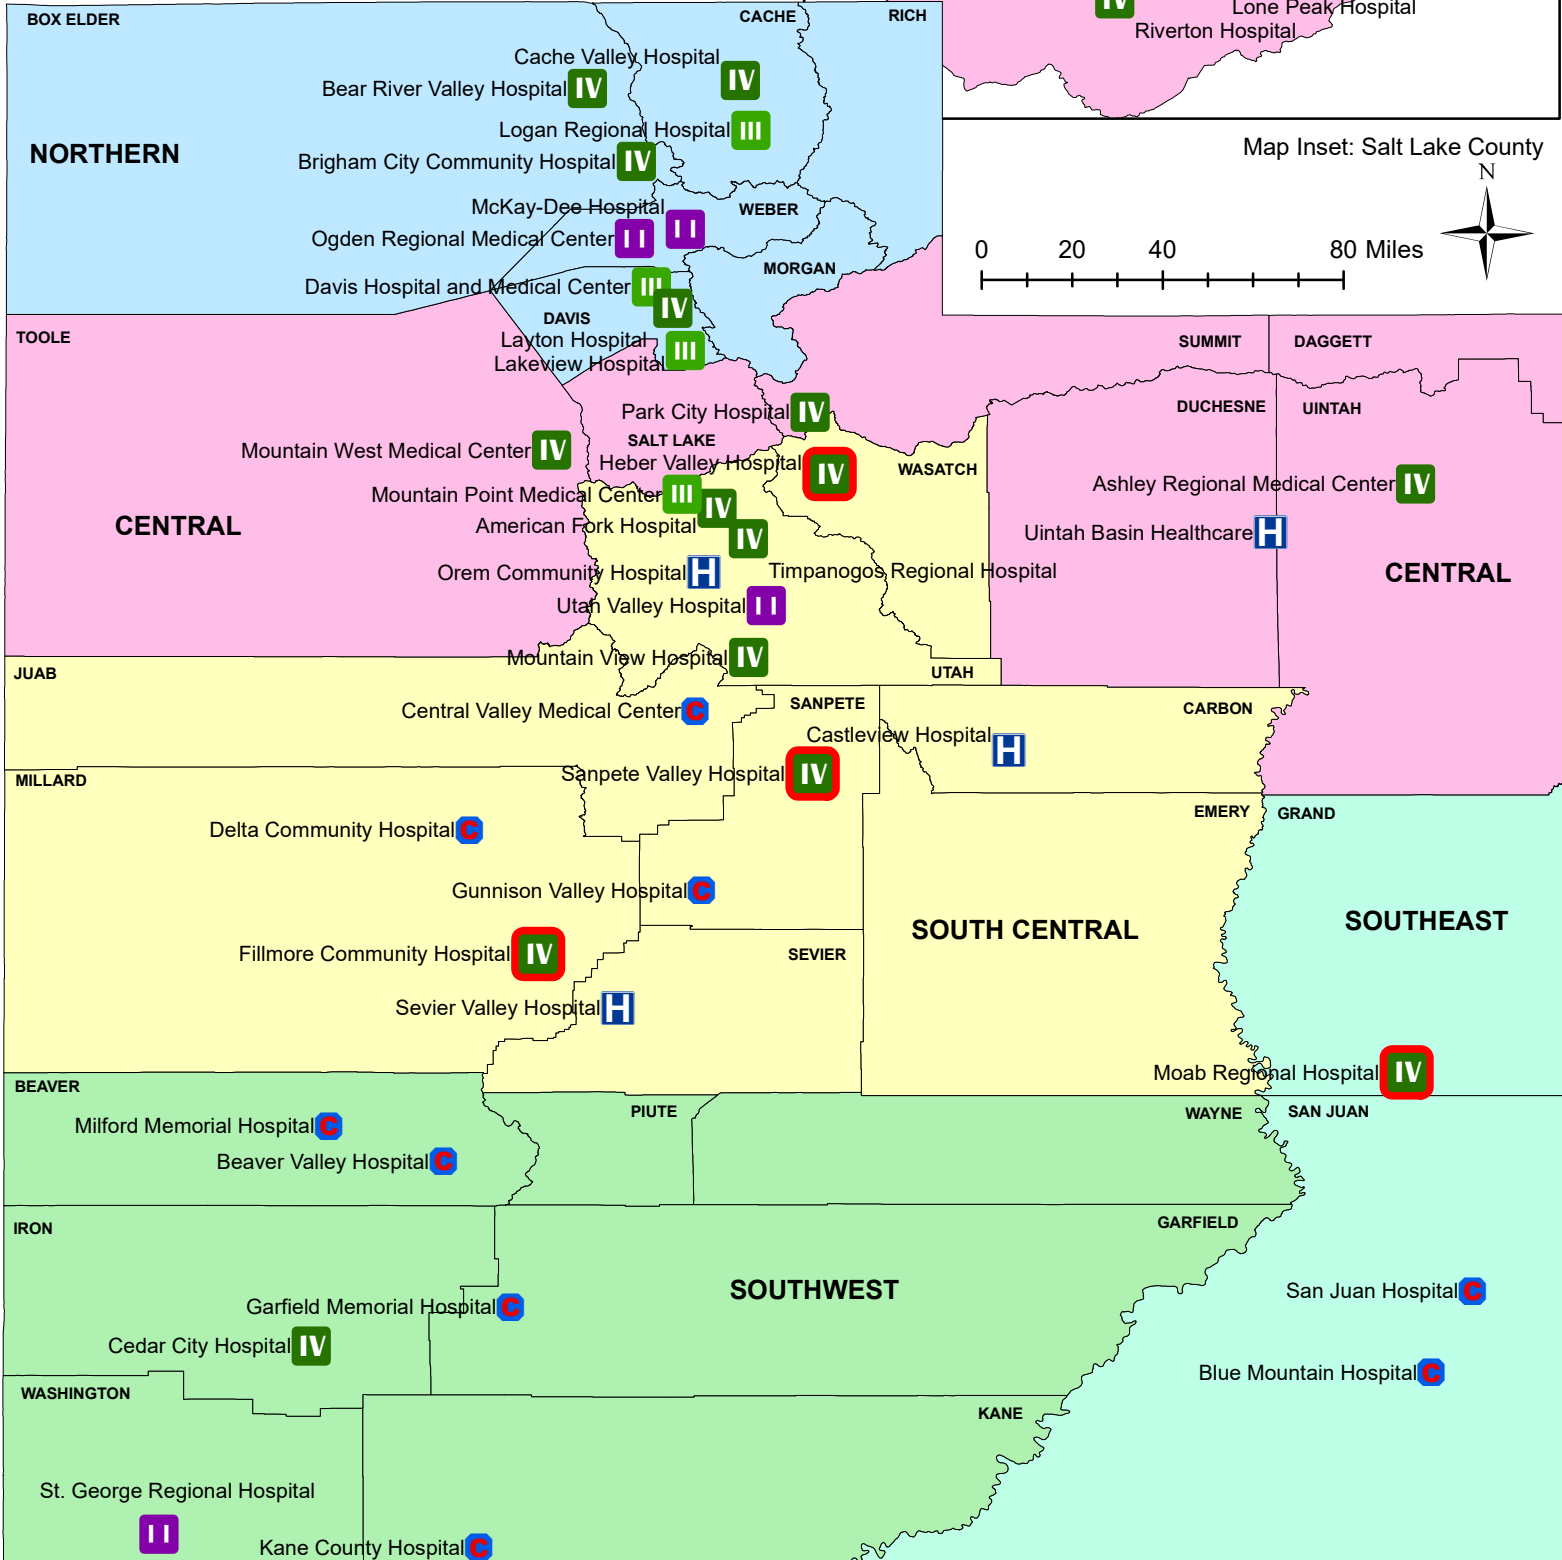 BOX ELDER
CACHE
RICH
Lone Peak Hospital
IV
Riverton Hospital
Cache Valley Hospital
IV
Bear River Valley Hospital
IV
Logan Regional Hospital
III
NORTHERN
Brigham City Community Hospital
IV
Map Inset: Salt Lake County
N
McKay-Dee Hospital
II
WEBER
Ogden Regional Medical Center
II
0 20 40 80 Miles
MORGAN
Davis Hospital and Medical Center
III
IV
DAVIS
Layton Hospital
III
Lakeview Hospital
TOOLE
SUMMIT
DAGGETT
DUCHESNE
UINTAH
Park City Hospital
IV
SALT LAKE
Mountain West Medical Center
IV
Heber Valley Hospital
IV
WASATCH
Ashley Regional Medical Center
IV
Mountain Point Medical Center
III
IV
CENTRAL
American Fork Hospital
IV
Uintah Basin Healthcare
H
Orem Community Hospital
H
Timpanogos Regional Hospital
CENTRAL
Utah Valley Hospital
II
Mountain View Hospital
IV
JUAB
UTAH
SANPETE
CARBON
Central Valley Medical Center
C
Castleview Hospital
H
MILLARD
Sanpete Valley Hospital
IV
EMERY
GRAND
Delta Community Hospital
C
Gunnison Valley Hospital
C
SOUTH CENTRAL
SOUTHEAST
Fillmore Community Hospital
IV
SEVIER
Sevier Valley Hospital
H
Moab Regional Hospital
IV
BEAVER
PIUTE
WAYNE
SAN JUAN
Milford Memorial Hospital
C
Beaver Valley Hospital
C
IRON
GARFIELD
SOUTHWEST
San Juan Hospital
C
Garfield Memorial Hospital
C
Cedar City Hospital
IV
Blue Mountain Hospital
C
WASHINGTON
KANE
St. George Regional Hospital
II
Kane County Hospital
C